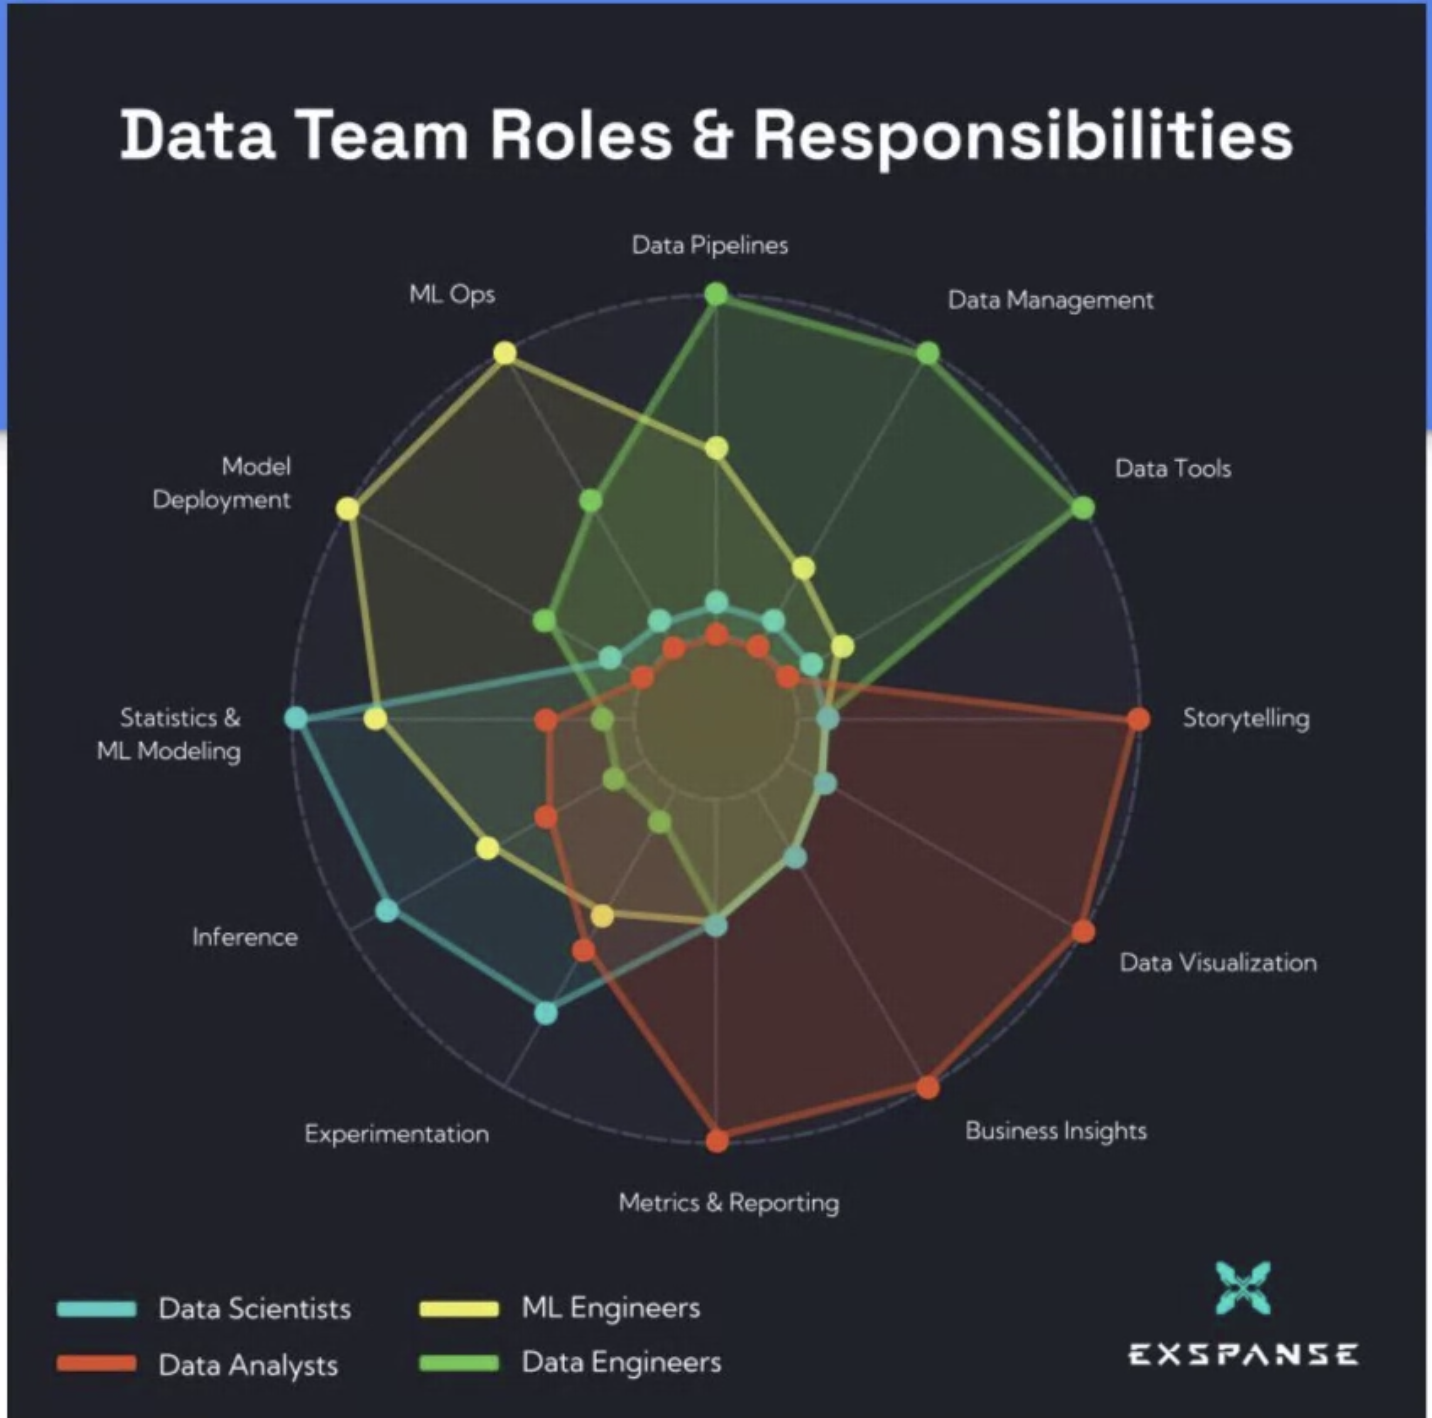 Data Team Roles & Responsibilities
Data Pipelines
ML Ops
Data Management
Model
Deployment
Data Tools
Statistics &
ML Modeling
Storytelling
Inference
Data Visualization
Experimentation
Business Insights
Metrics & Reporting
Data Scientists
ML Engineers
Data Analysts
Data Engineers
EXSPANSE